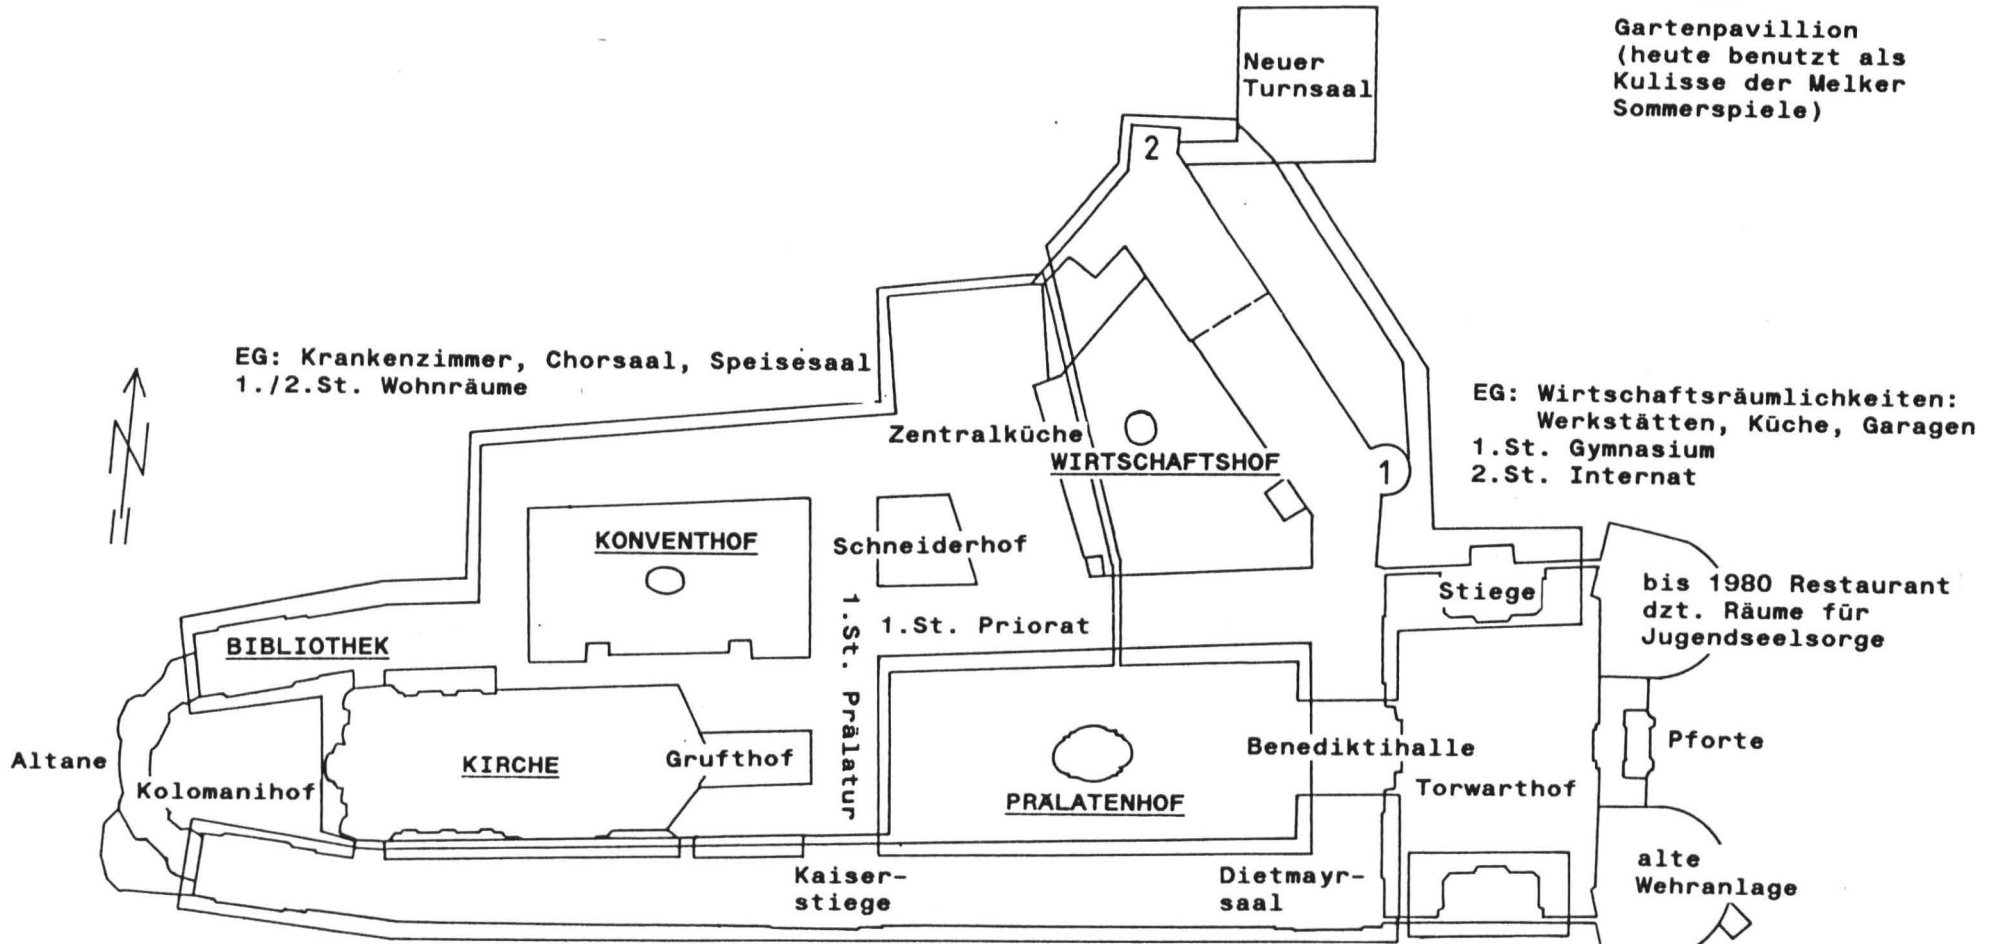 Gartenpavillion
(heute benutzt als
Kulisse der Melker
Sommerspiele)
Neuer
Turnsaal
2
EG: Krankenzimmer, Chorsaal, Speisesaal
1./2.St. Wohnräume
N
EG: Wirtschaftsräumlichkeiten:
Werkstätten, Küche, Garagen
1.St. Gymnasium
2.St. Internat
Zentralküche
WIRTSCHAFTSHOF
1
KONVENTHOF
Schneiderhof
Stiege
bis 1980 Restaurant
dzt. Räume für
Jugendseelsorge
1.St. Priorat
1.St. Prälatur
BIBLIOTHEK
Altane
Kolomanihof
KIRCHE
Grufthof
PRÄLATENHOF
Benediktihalle
Torwarthof
Pforte
Kaiser-
stiege
Dietmayr-
saal
alte
Wehranlage